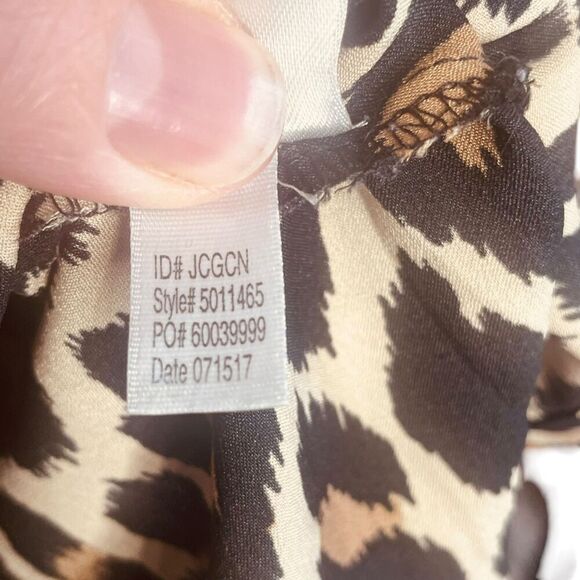 ID# JCGCN
Style# 5011465
PO# 60039999
Date 071517